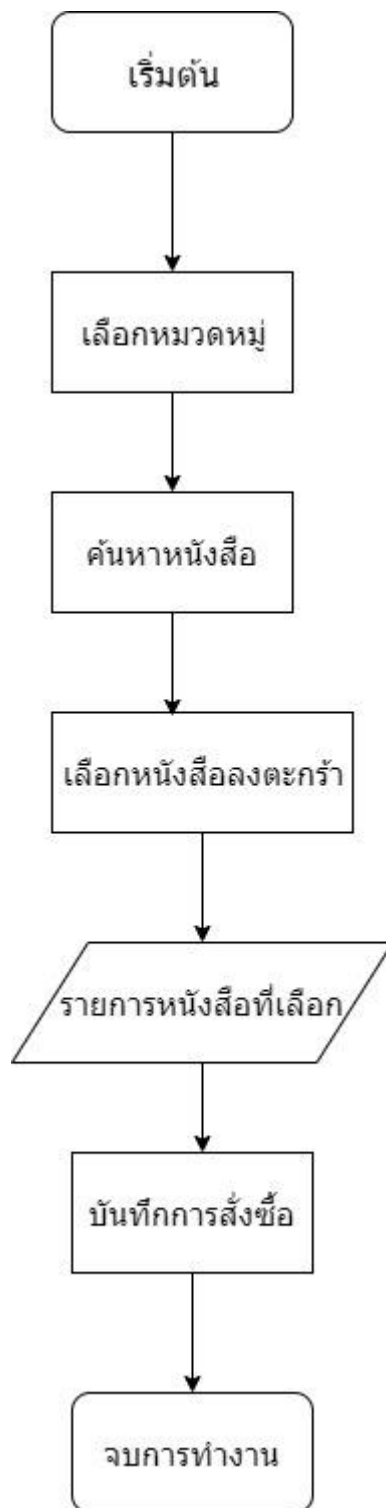 เริ่มต้น
เลือกหมวดหมู่
ค้นหาหนังสือ
เลือกหนังสือลงตะกร้า
รายการหนังสือที่เลือก
บันทึกการสั่งซื้อ
จบการทำงาน